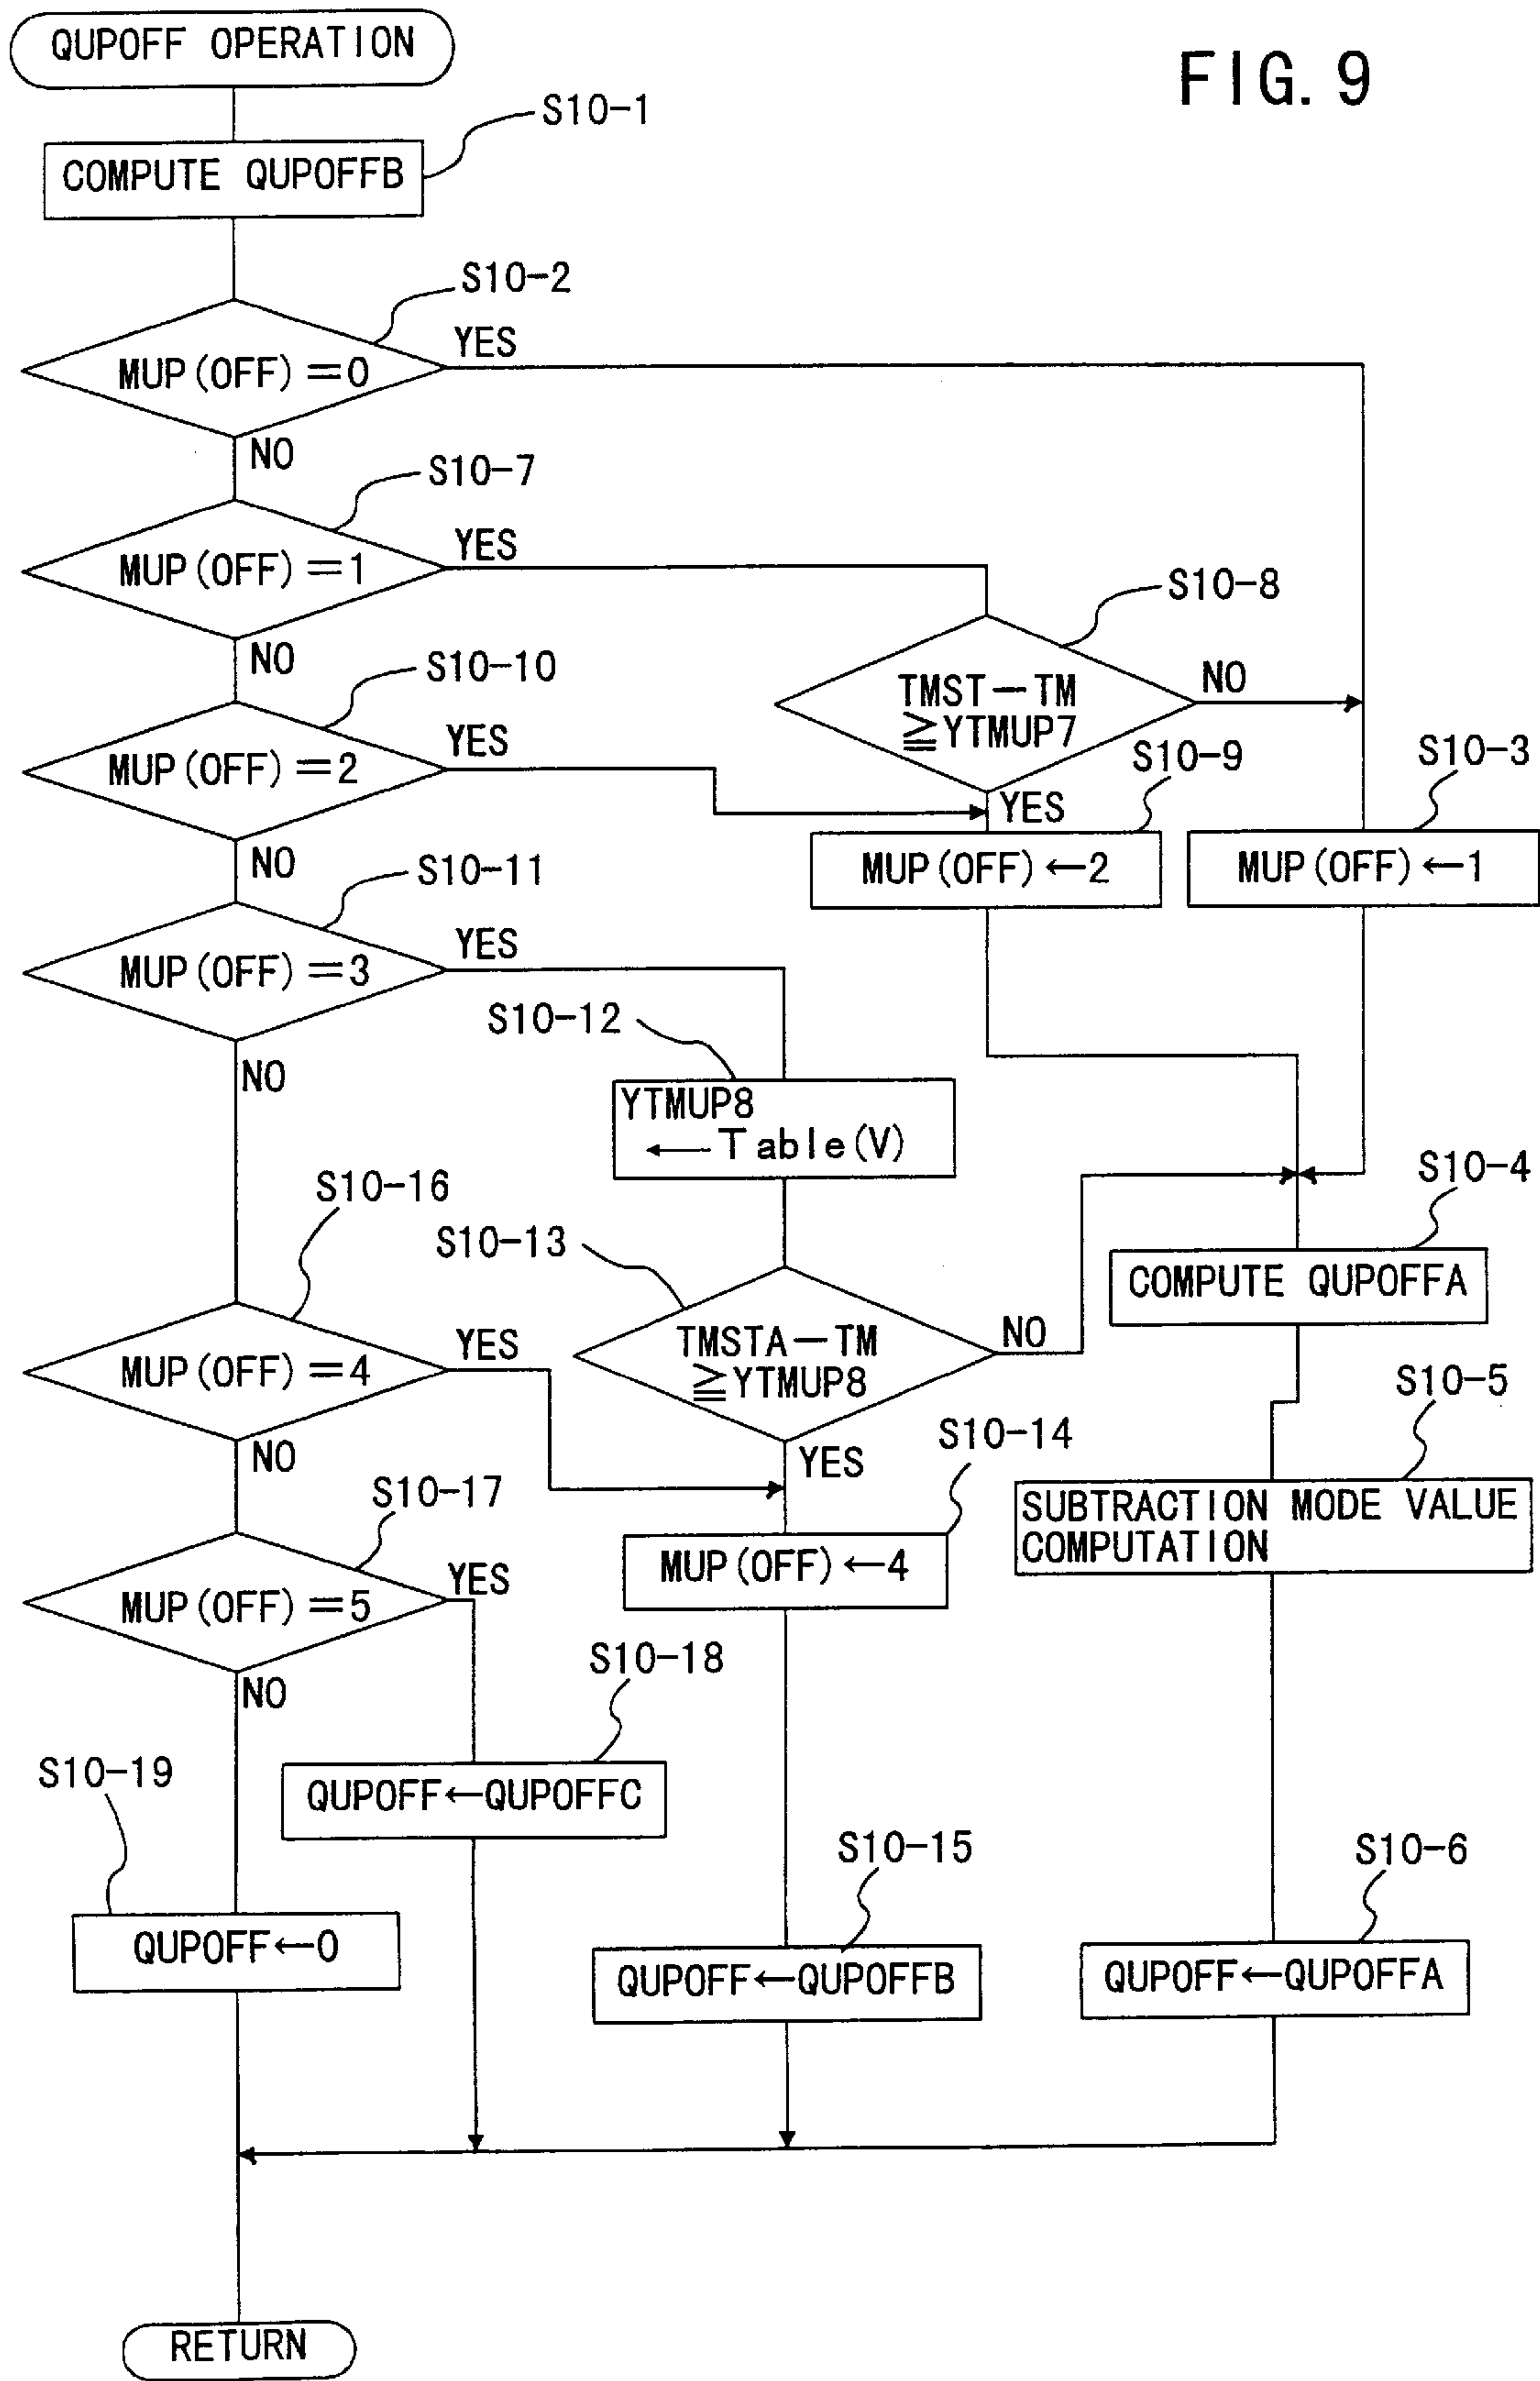 FIG. 9
QUPOFF OPERATION
S10-1
COMPUTE QUPOFFB
S10-2
MUP(OFF)=0
YES
NO
S10-7
MUP(OFF)=1
YES
NO
S10-8
TMST-TM
≧YTMUP7
NO
YES
S10-10
MUP(OFF)=2
YES
NO
S10-9
MUP(OFF)←2
S10-3
MUP(OFF)←1
S10-11
MUP(OFF)=3
YES
NO
S10-12
YTMUP8
←Table(V)
S10-13
TMSTA-TM
≧YTMUP8
NO
YES
S10-4
COMPUTE QUPOFFA
S10-16
MUP(OFF)=4
YES
NO
S10-5
SUBTRACTION MODE VALUE
COMPUTATION
S10-14
MUP(OFF)←4
S10-17
MUP(OFF)=5
YES
NO
S10-18
QUPOFF←QUPOFFC
S10-19
QUPOFF←0
S10-15
QUPOFF←QUPOFFB
S10-6
QUPOFF←QUPOFFA
RETURN